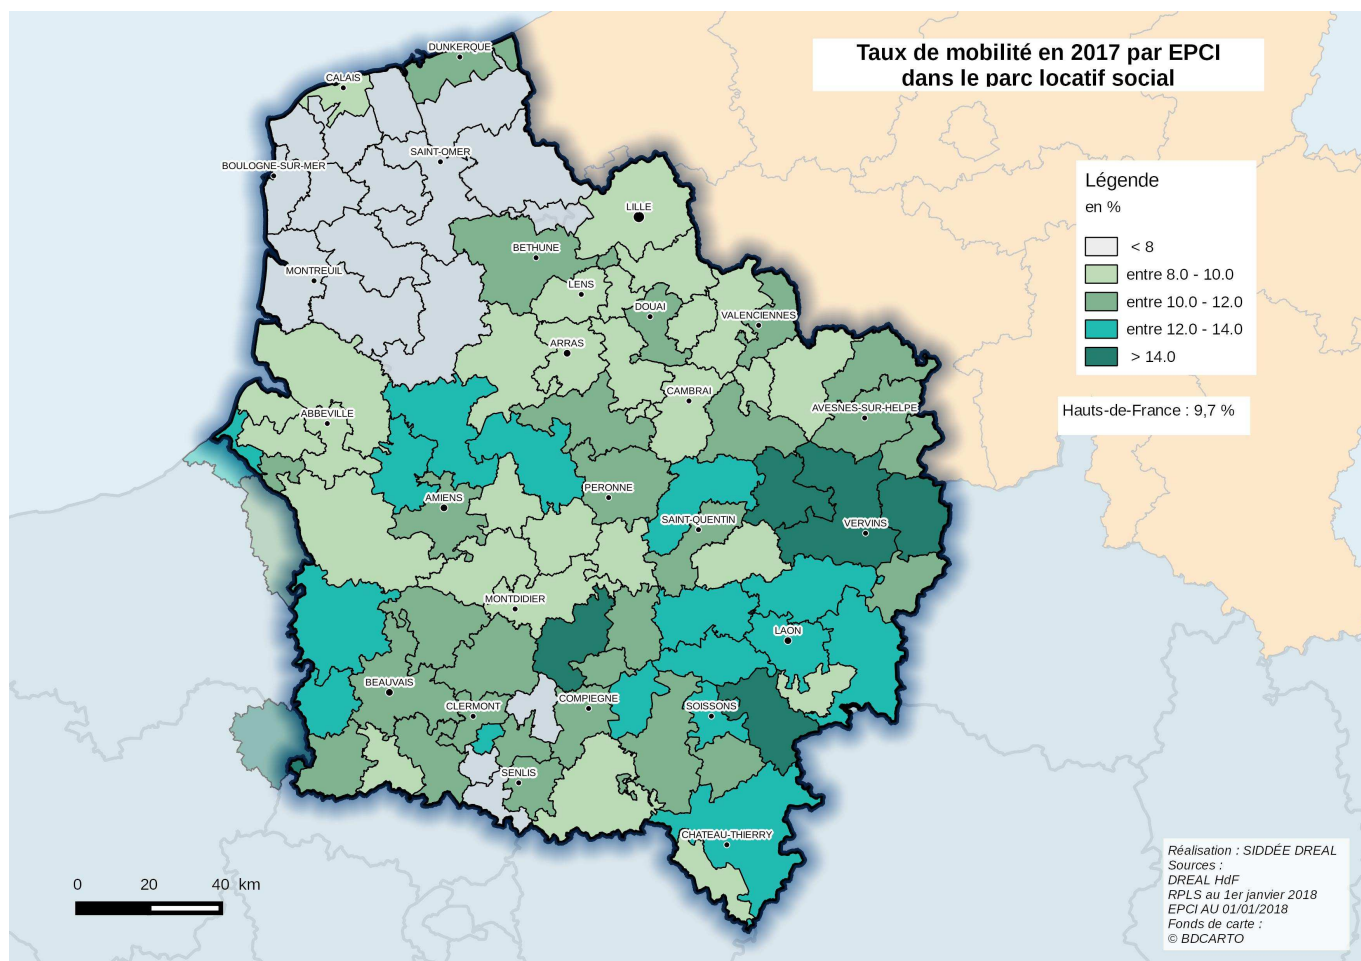 Taux de mobilité en 2017 par EPCI
dans le parc locatif social
DUNKERQUE
CALAIS
SAINT-OMER
BOULOGNE-SUR-MER
LILLE
BETHUNE
MONTREUIL
LENS
DOUAI
VALENCIENNES
ARRAS
CAMBRAI
ABBEVILLE
AVESNES-SUR-HELPE
PERONNE
AMIENS
SAINT-QUENTIN
VERVINS
MONTDIDIER
LAON
BEAUVAIS
CLERMONT
COMPIEGNE
SOISSONS
SENLIS
CHATEAU-THIERRY
Légende
en %
< 8
entre 8.0 - 10.0
entre 10.0 - 12.0
entre 12.0 - 14.0
> 14.0
Hauts-de-France : 9,7 %
0 20 40 km
Réalisation : SIDDÉE DREAL
Sources :
DREAL HdF
RPLS au 1er janvier 2018
EPCI AU 01/01/2018
Fonds de carte :
© BDCARTO